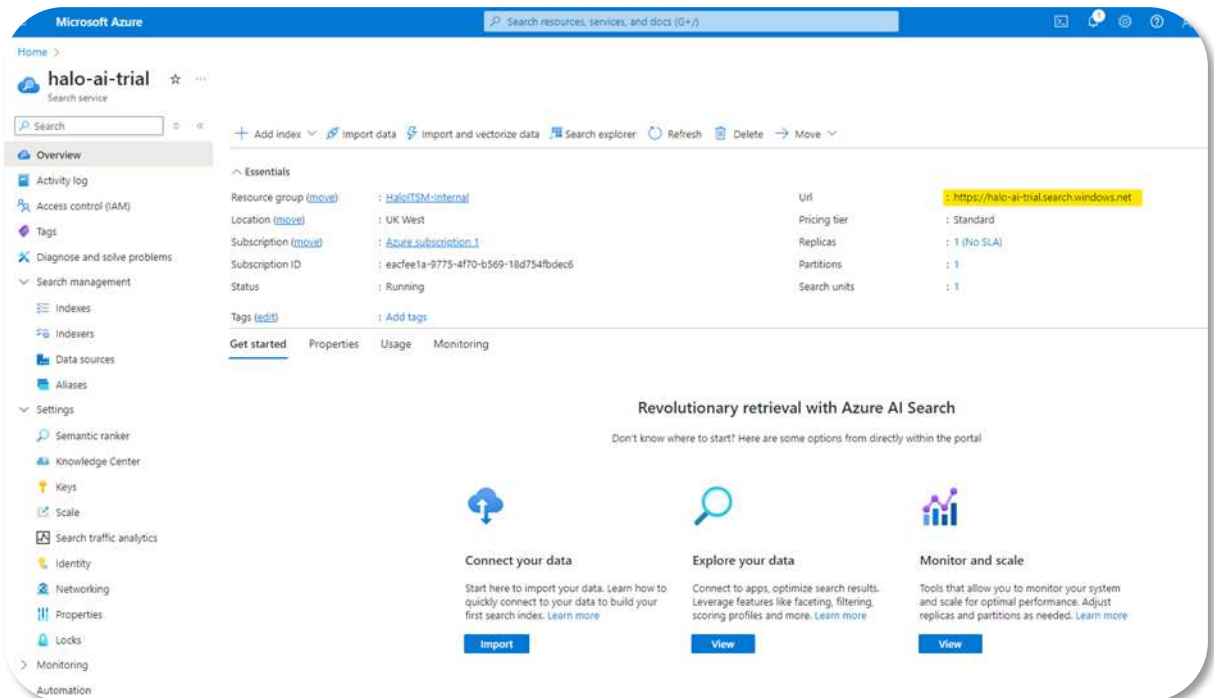 Microsoft Azure
Search resources, services, and docs (G+/)
1
Home >
halo-ai-trial
Search service
Search
Add index
Import data
Import and vectorize data
Search explorer
Refresh
Delete
Move
Overview
Activity log
Access control (IAM)
Tags
Diagnose and solve problems
Search management
Indexes
Indexers
Data sources
Aliases
Settings
Semantic ranker
Knowledge Center
Keys
Scale
Search traffic analytics
Identity
Networking
Properties
Locks
Monitoring
Automation
Essentials
Resource group (move) : HaloITSM-Internal
Location (move) : UK West
Subscription (move) : Azure subscription 1
Subscription ID : eacfee1a-9775-4f70-b569-18d754fbdec6
Status : Running
Tags (edit) : Add tags
Url : https://halo-ai-trial.search.windows.net
Pricing tier : Standard
Replicas : 1 (No SLA)
Partitions : 1
Search units : 1
Get started Properties Usage Monitoring
Revolutionary retrieval with Azure AI Search
Don't know where to start? Here are some options from directly within the portal
Connect your data
Start here to import your data. Learn how to
quickly connect to your data to build your
first search index. Learn more
Import
Explore your data
Connect to apps, optimize search results.
Leverage features like faceting, filtering,
scoring profiles and more. Learn more
View
Monitor and scale
Tools that allow you to monitor your system
and scale for optimal performance. Adjust
replicas and partitions as needed. Learn more
View